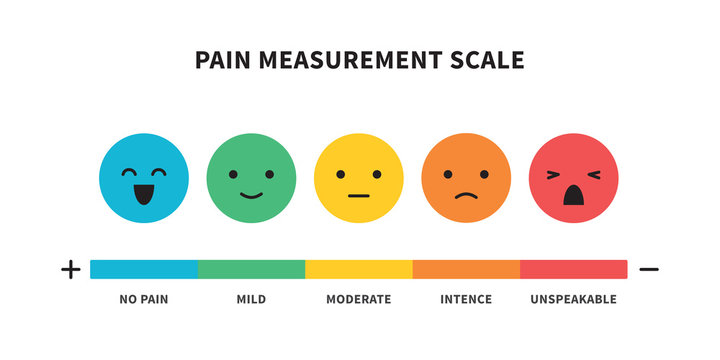 PAIN MEASUREMENT SCALE
+ −
NO PAIN MILD MODERATE INTENCE UNSPEAKABLE